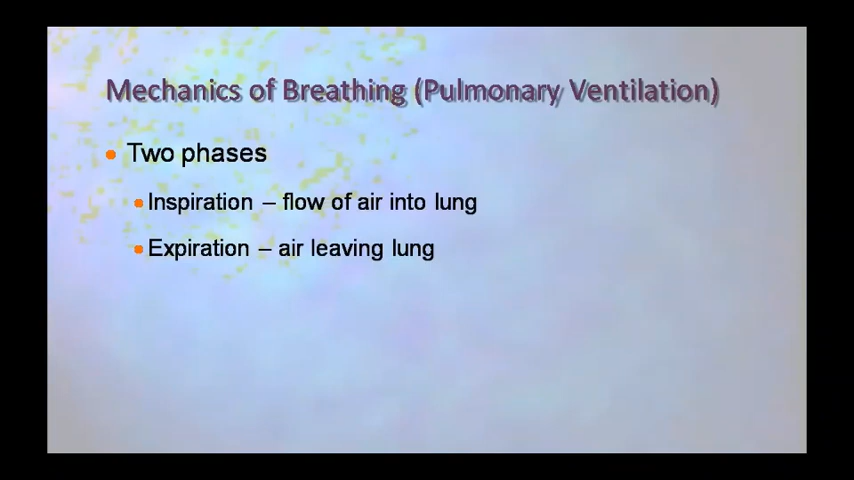 Mechanics of Breathing (Pulmonary Ventilation)
Two phases
Inspiration – flow of air into lung
Expiration – air leaving lung